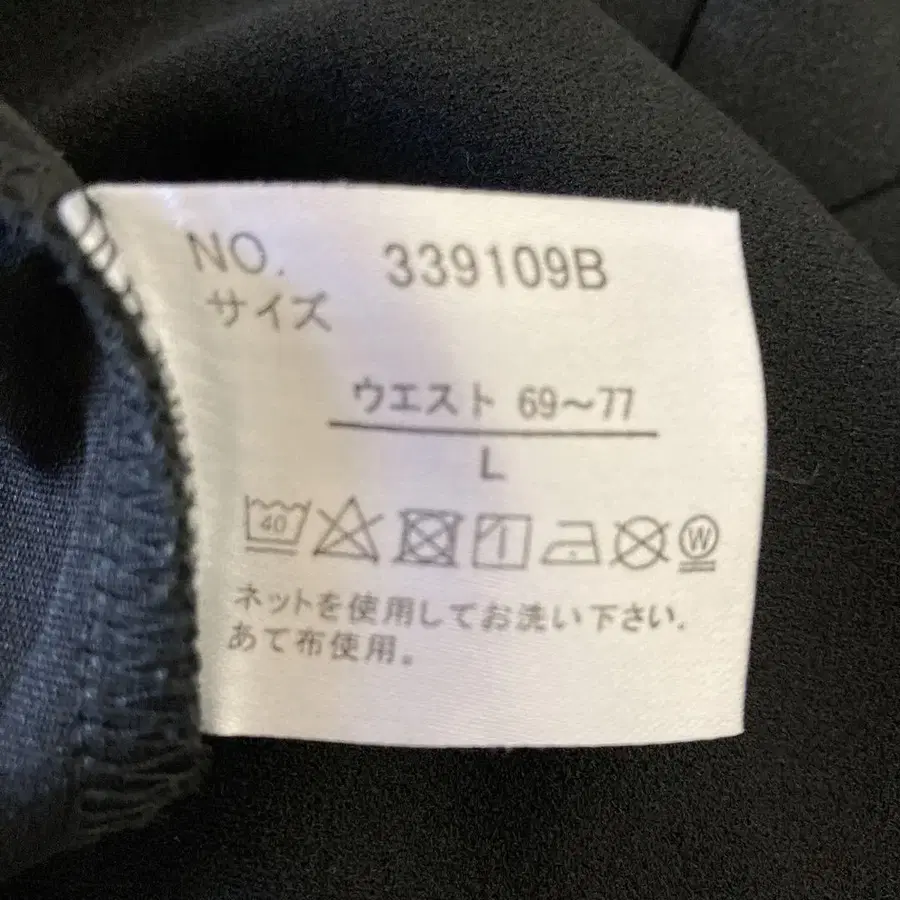 NO. 339109B
サイズ
ウエスト 69〜77
L
40 W
ネットを使用してお洗い下さい.
あて布使用。